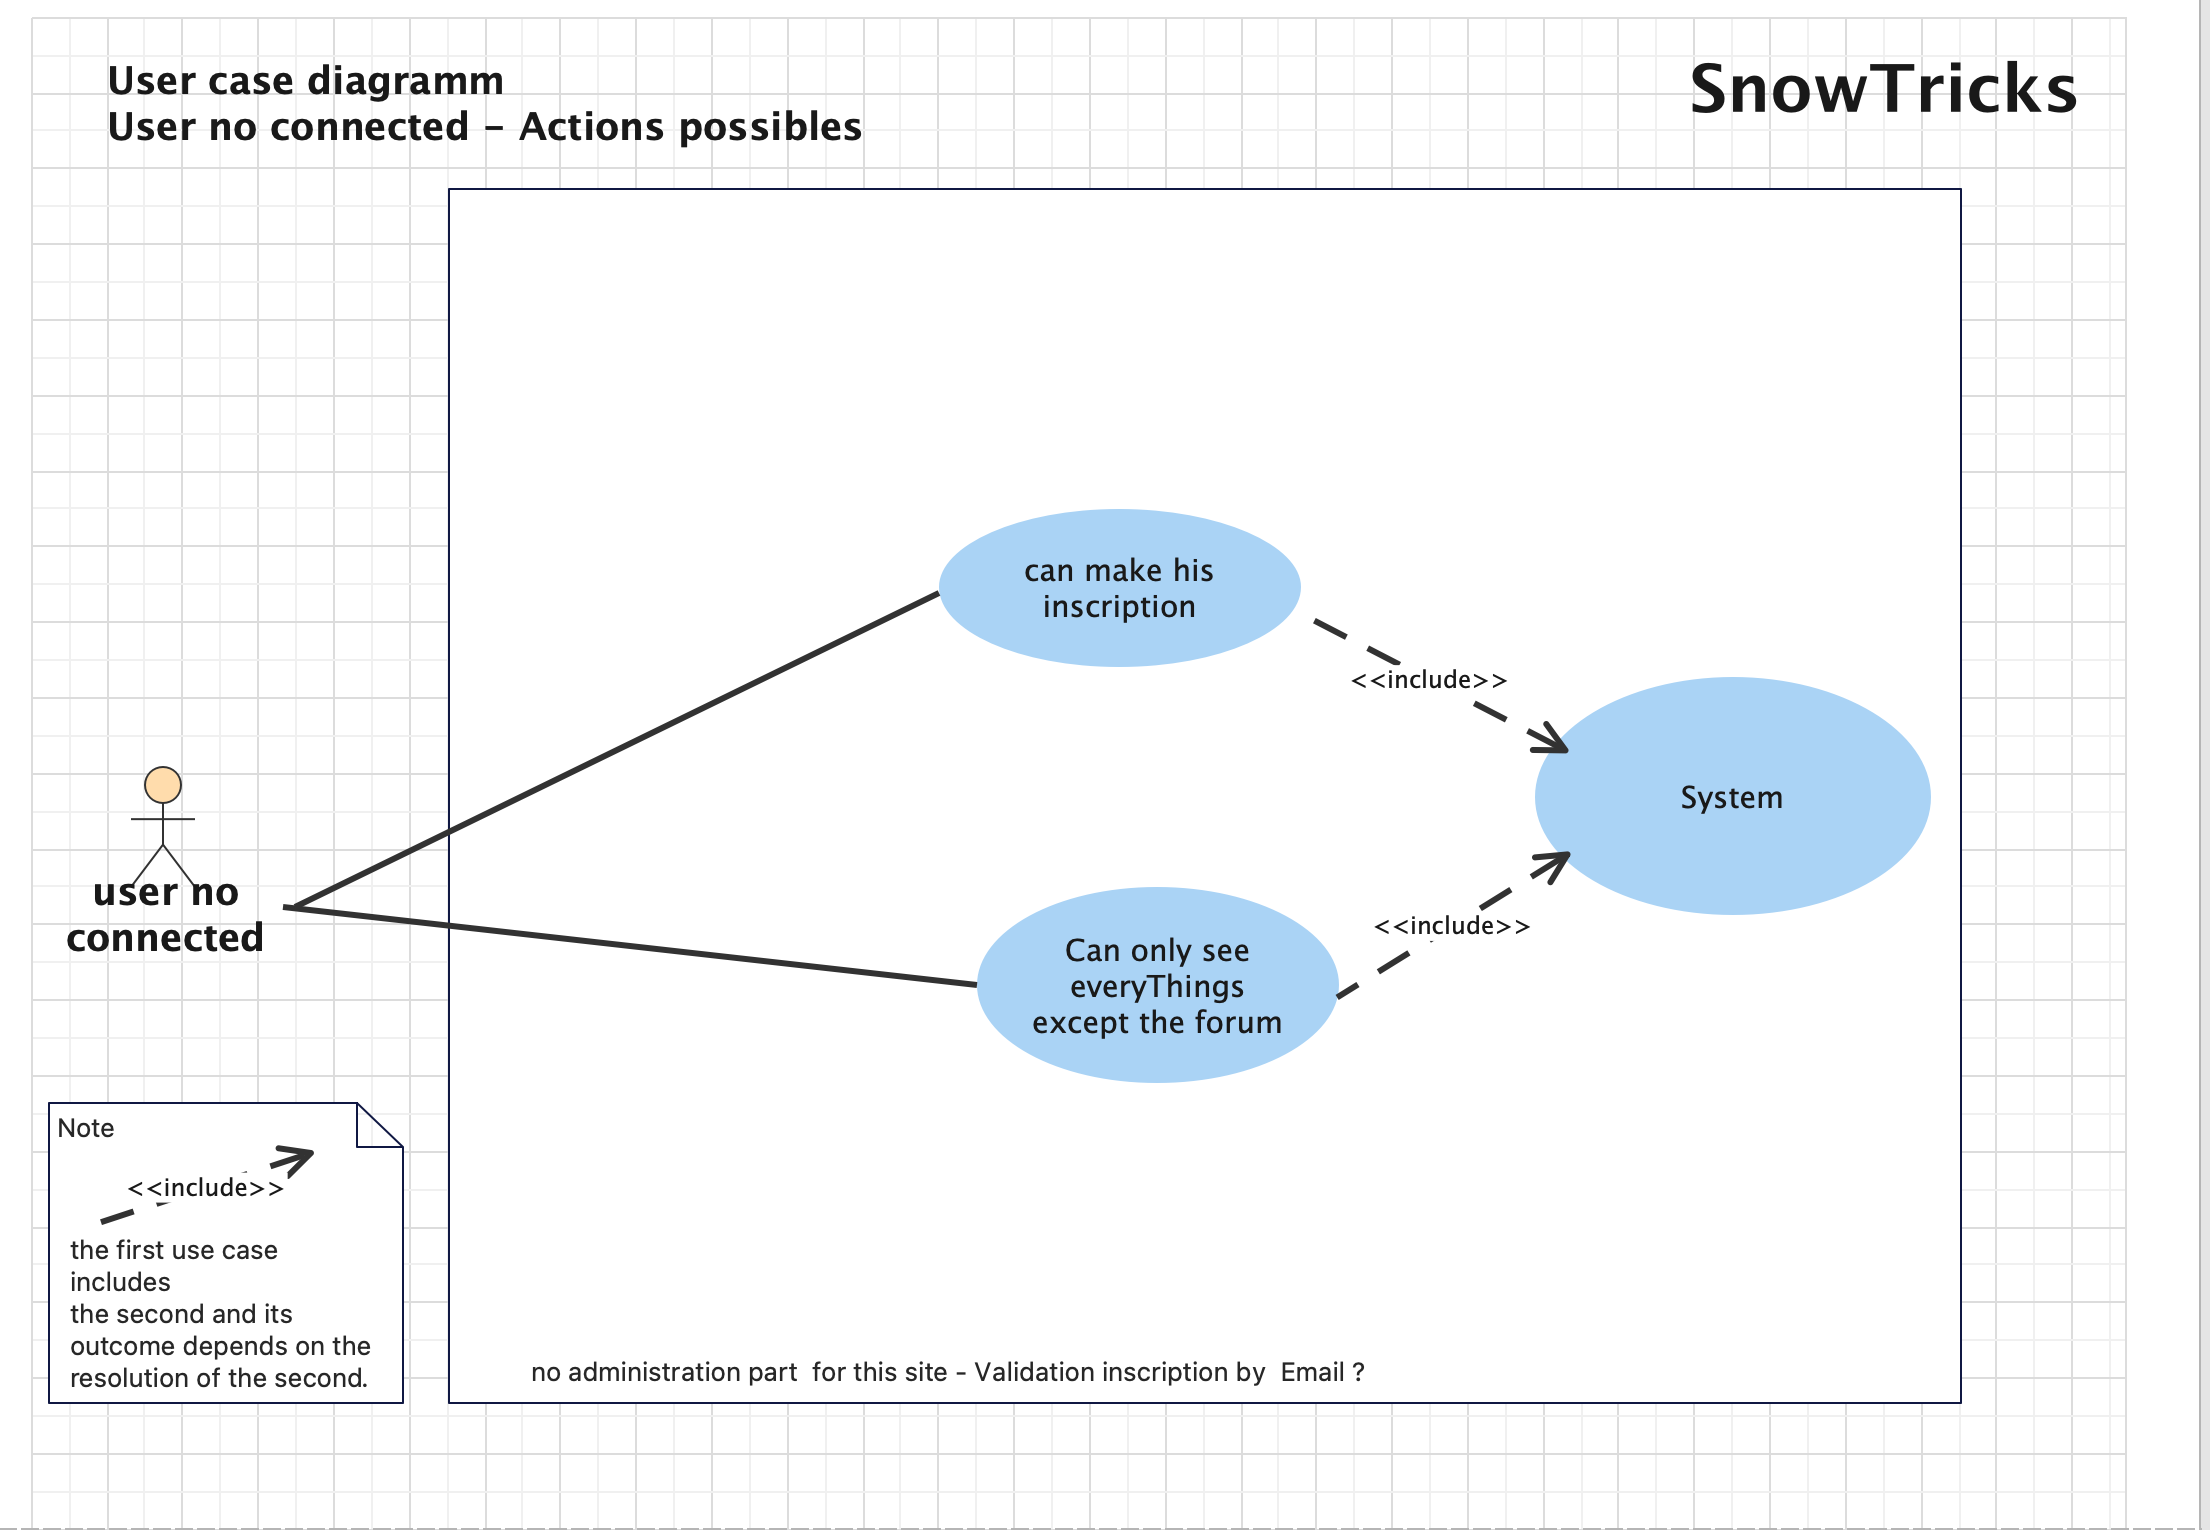 User case diagramm
User no connected – Actions possibles
SnowTricks
can make his
inscription
<<include>>
System
user no
connected
<<include>>
Can only see
everyThings
except the forum
Note
<<include>>
the first use case
includes
the second and its
outcome depends on the
resolution of the second.
no administration part  for this site - Validation inscription by  Email ?